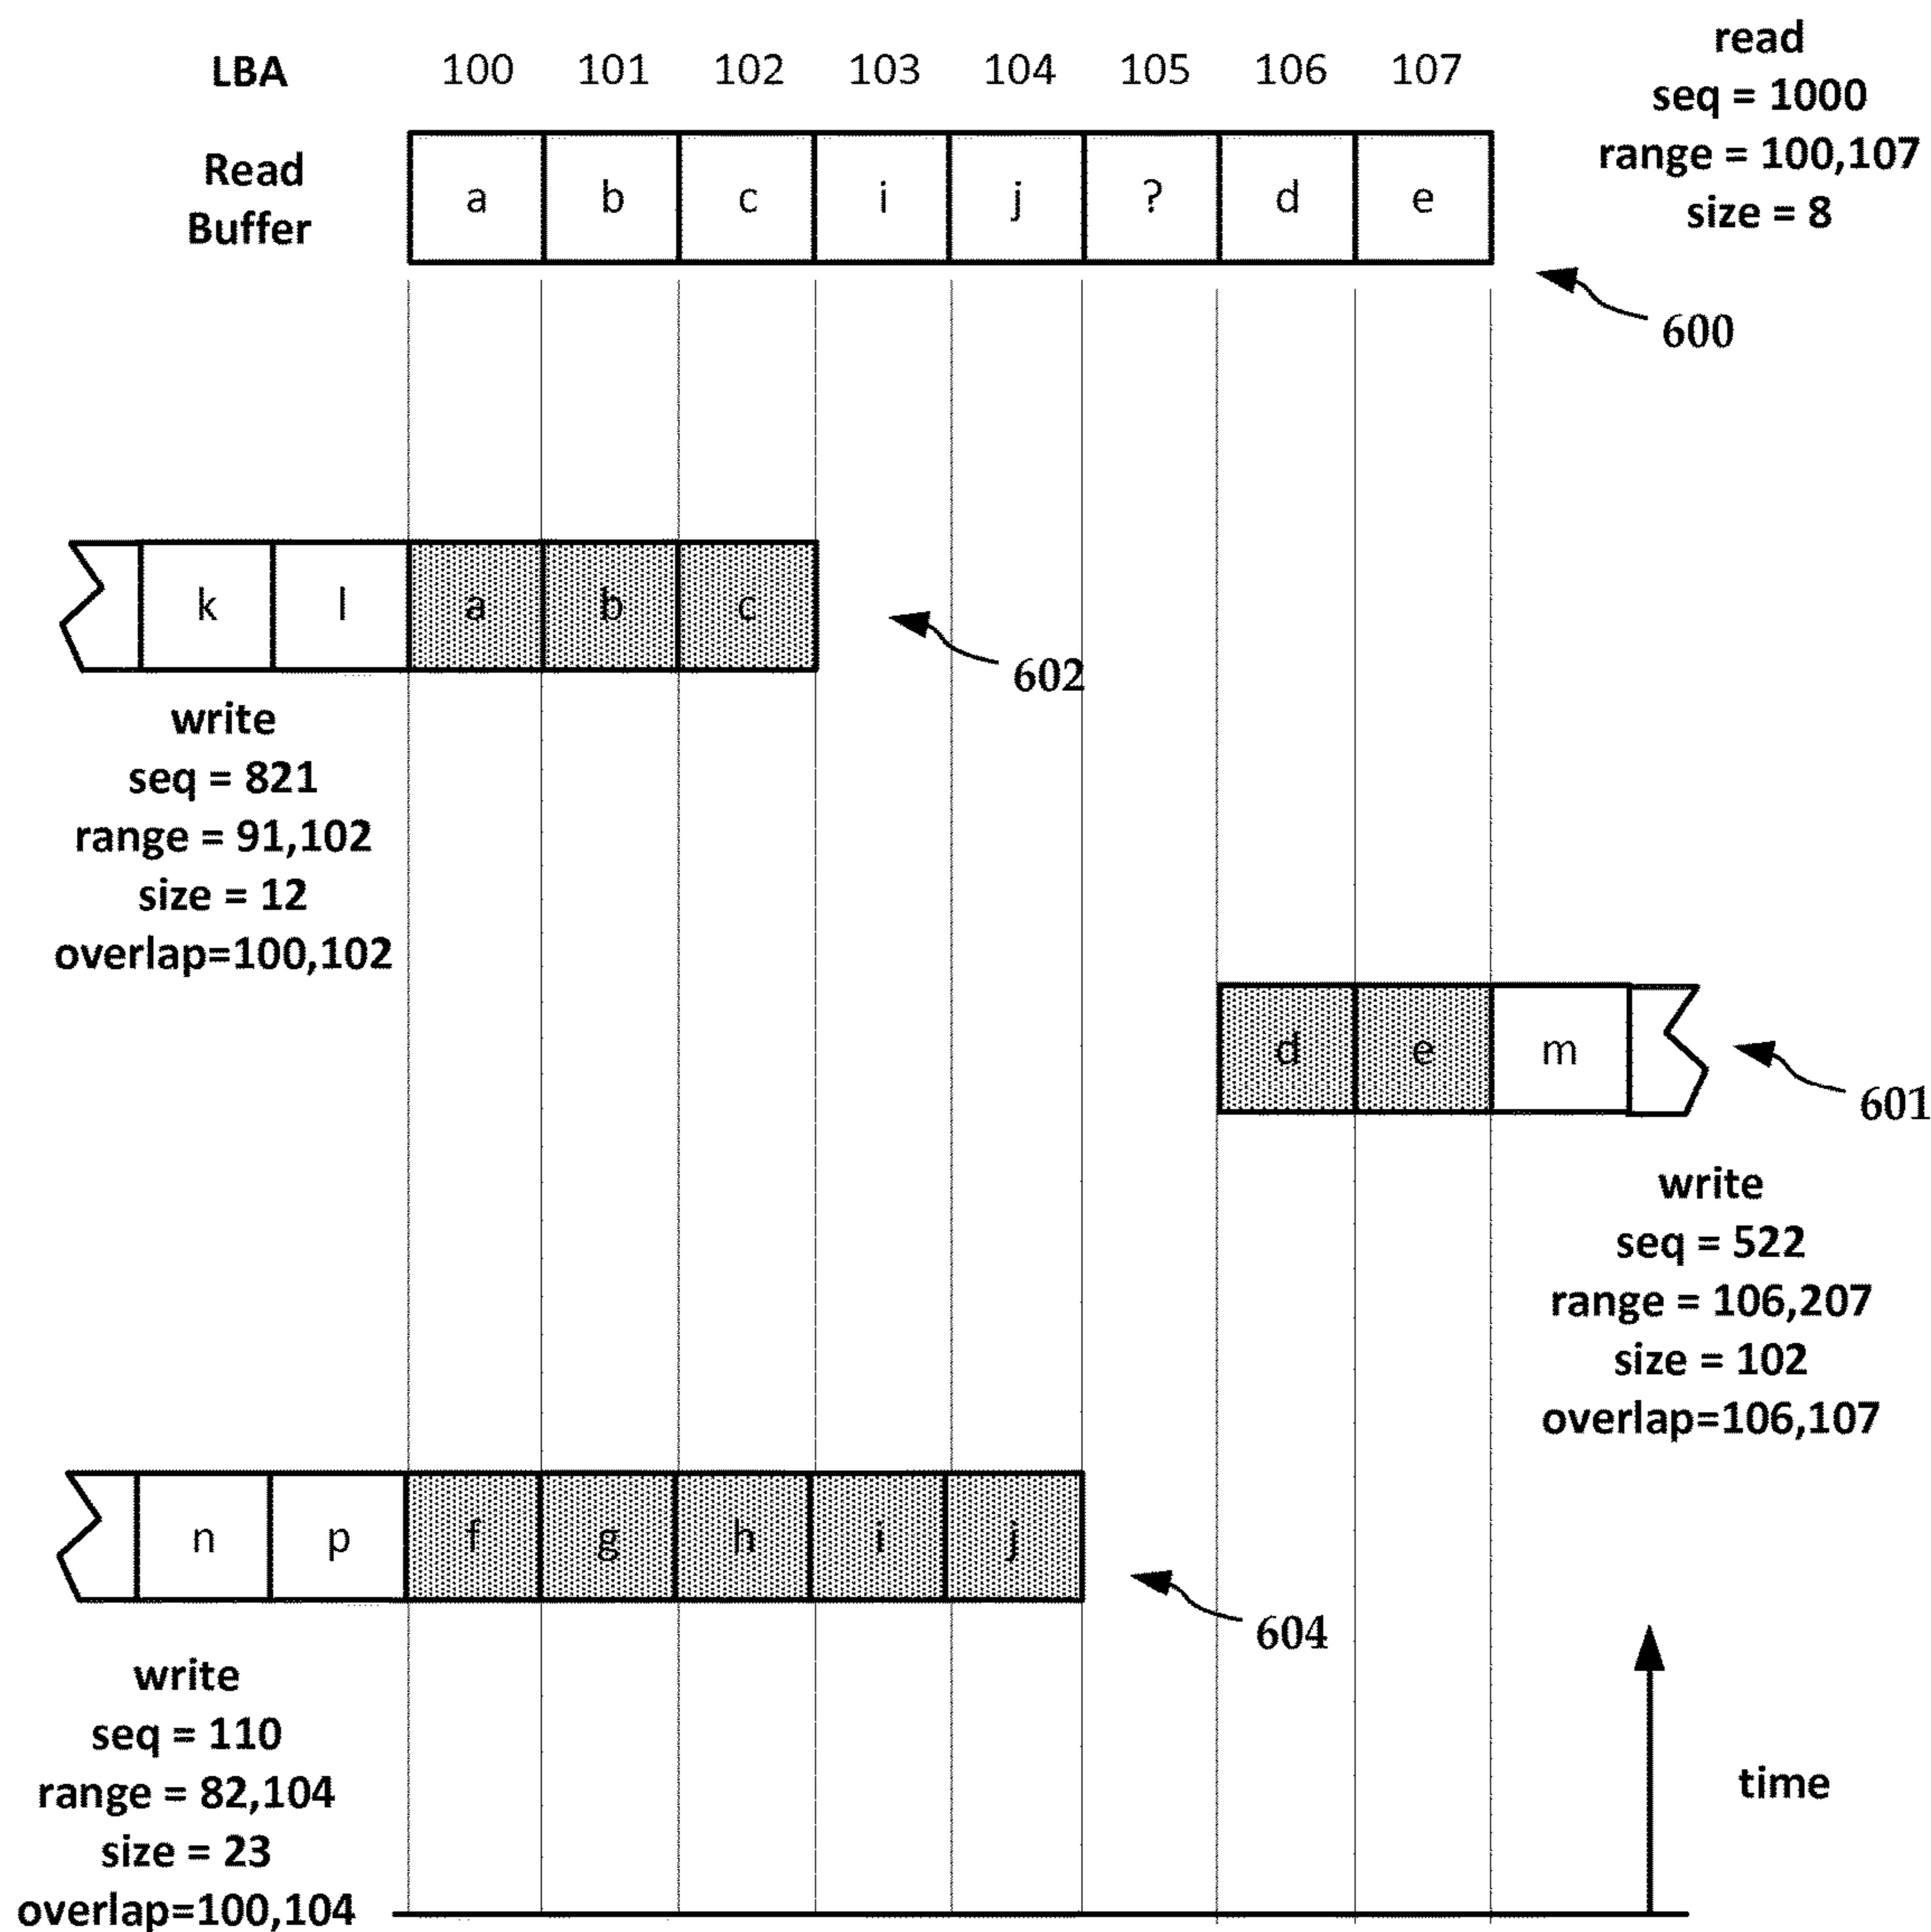 LBA 100 101 102 103 104 105 106 107
read
seq = 1000
range = 100,107
size = 8
Read
Buffer
a b c i j ? d e
600
k l a b c
602
write
seq = 821
range = 91,102
size = 12
overlap=100,102
d e m
601
write
seq = 522
range = 106,207
size = 102
overlap=106,107
n p f g h i j
604
write
seq = 110
range = 82,104
size = 23
overlap=100,104
time